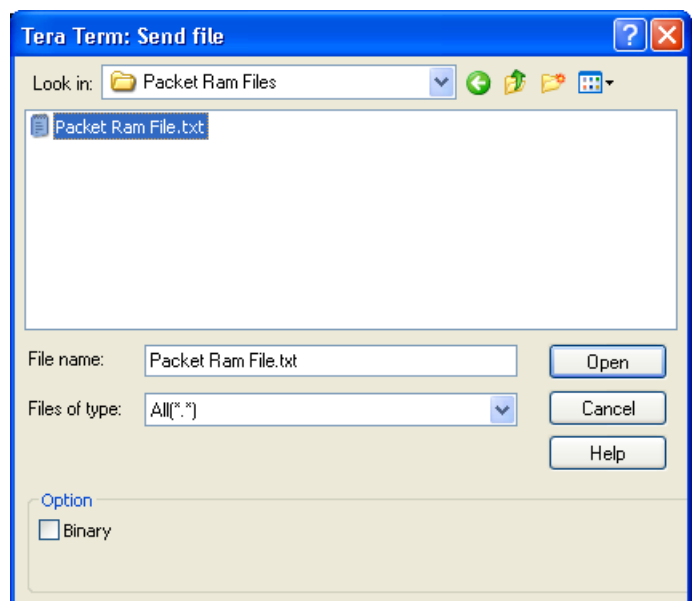 Tera Term: Send file
Look in: Packet Ram Files
Packet Ram File.txt
File name: Packet Ram File.txt Open
Files of type: All(*.*) Cancel
Help
Option
Binary